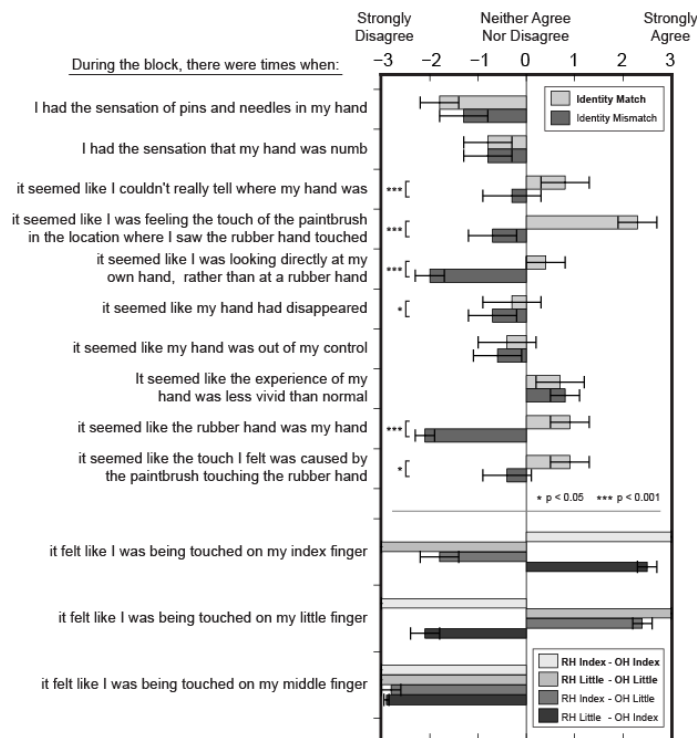 Strongly Disagree
Neither Agree Nor Disagree
Strongly Agree
During the block, there were times when:
−3 −2 −1 0 1 2 3
Identity Match
Identity Mismatch
I had the sensation of pins and needles in my hand
I had the sensation that my hand was numb
it seemed like I couldn't really tell where my hand was
***
it seemed like I was feeling the touch of the paintbrush
in the location where I saw the rubber hand touched
***
it seemed like I was looking directly at my
own hand, rather than at a rubber hand
***
it seemed like my hand had disappeared
*
it seemed like my hand was out of my control
It seemed like the experience of my
hand was less vivid than normal
it seemed like the rubber hand was my hand
***
it seemed like the touch I felt was caused by
the paintbrush touching the rubber hand
*
* p < 0.05 *** p < 0.001
it felt like I was being touched on my index finger
it felt like I was being touched on my little finger
it felt like I was being touched on my middle finger
RH Index - OH Index
RH Little - OH Little
RH Index - OH Little
RH Little - OH Index